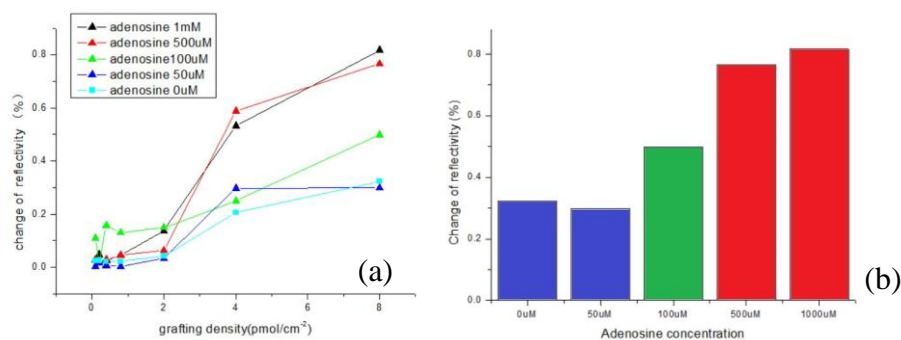 adenosine 1mM
adenosine 500uM
adenosine100uM
adenosine 50uM
adenosine 0uM
change of reflectivity (%)
0.8
0.6
0.4
0.2
0.0
0
2
4
6
8
grafting density(pmol/cm⁻²)
(a)
Change of reflectivity (%)
0.8
0.6
0.4
0.2
0.0
0uM
50uM
100uM
500uM
1000uM
Adenosine concentration
(b)